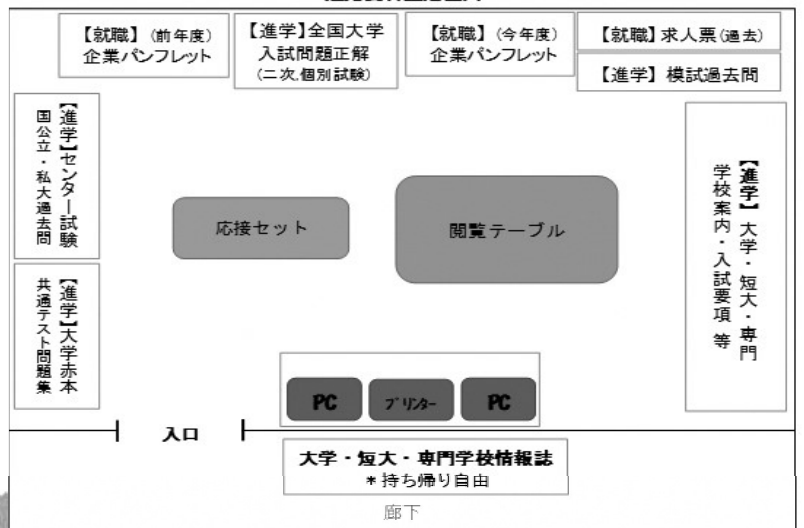 【就職】(前年度)
企業パンフレット
【進学】全国大学
入試問題正解
(二次,個別試験)
【就職】(今年度)
企業パンフレット
【就職】求人票(過去)
【進学】模試過去問
【進学】センター試験
国公立・私大過去問
【進学】大学赤本
共通テスト問題集
応接セット
閲覧テーブル
【進学】大学・短大・専門
学校案内・入試要項 等
PC
プリンター
PC
入口
大学・短大・専門学校情報誌
*持ち帰り自由
廊下